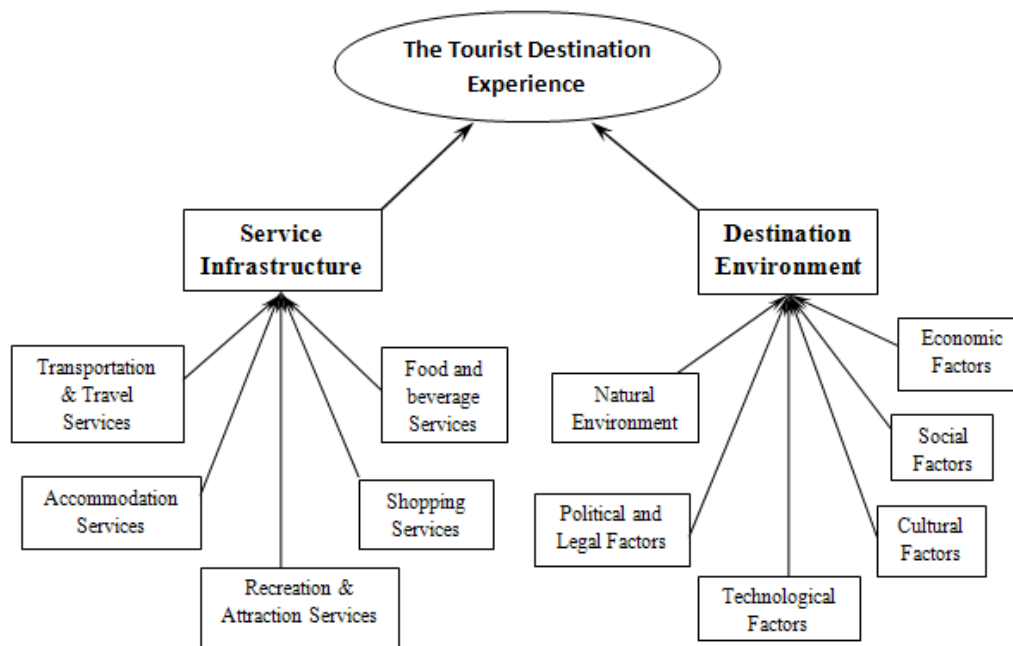 The Tourist Destination
Experience
Service
Infrastructure
Destination
Environment
Transportation
& Travel
Services
Food and
beverage
Services
Accommodation
Services
Shopping
Services
Recreation &
Attraction Services
Economic
Factors
Natural
Environment
Social
Factors
Political and
Legal Factors
Cultural
Factors
Technological
Factors